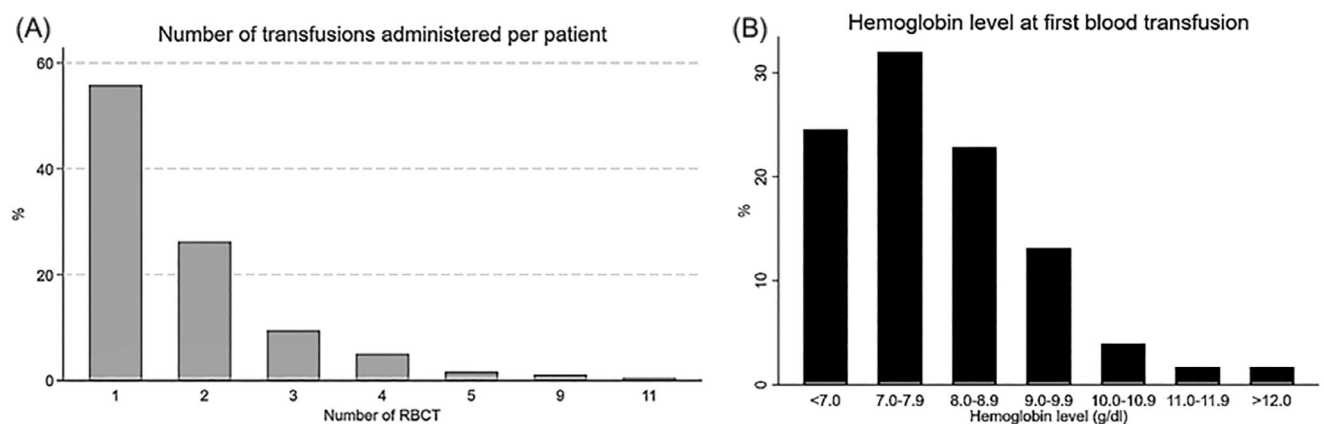 (A)
Number of transfusions administered per patient
60
40
20
0
%
1 2 3 4 5 9 11
Number of RBCT
(B)
Hemoglobin level at first blood transfusion
30
20
10
0
%
<7.0 7.0-7.9 8.0-8.9 9.0-9.9 10.0-10.9 11.0-11.9 >12.0
Hemoglobin level (g/dl)